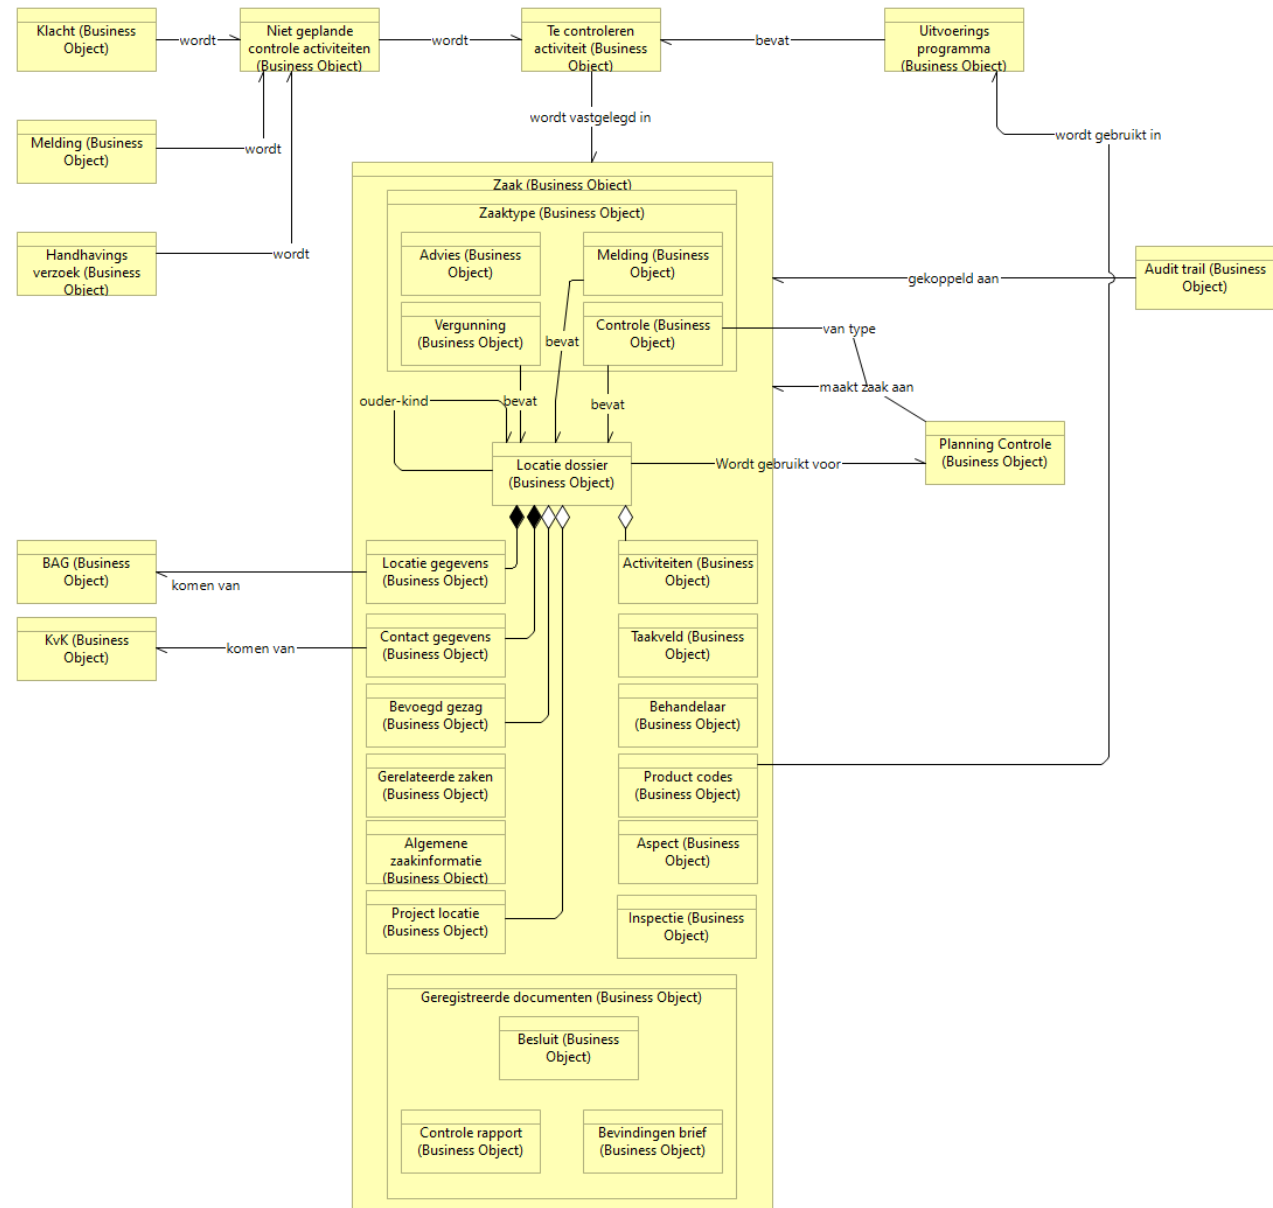 Klacht (Business
Object)
wordt
Niet geplande
controle activiteiten
(Business Object)
wordt
Te controleren
activiteit (Business
Object)
bevat
Uitvoerings
programma
(Business Object)
wordt vastgelegd in
Melding (Business
Object)
wordt
wordt gebruikt in
Zaak (Business Object)
Zaaktype (Business Object)
Handhavings
verzoek (Business
Object)
wordt
Advies (Business
Object)
Melding (Business
Object)
gekoppeld aan
Audit trail (Business
Object)
Vergunning
(Business Object)
bevat
Controle (Business
Object)
van type
ouder-kind
bevat
bevat
maakt zaak aan
Locatie dossier
(Business Object)
Wordt gebruikt voor
Planning Controle
(Business Object)
BAG (Business
Object)
komen van
Locatie gegevens
(Business Object)
Activiteiten (Business
Object)
KvK (Business
Object)
komen van
Contact gegevens
(Business Object)
Taakveld (Business
Object)
Bevoegd gezag
(Business Object)
Behandelaar
(Business Object)
Gerelateerde zaken
(Business Object)
Product codes
(Business Object)
Algemene
zaakinformatie
(Business Object)
Aspect (Business
Object)
Project locatie
(Business Object)
Inspectie (Business
Object)
Geregistreerde documenten (Business Object)
Besluit (Business
Object)
Controle rapport
(Business Object)
Bevindingen brief
(Business Object)